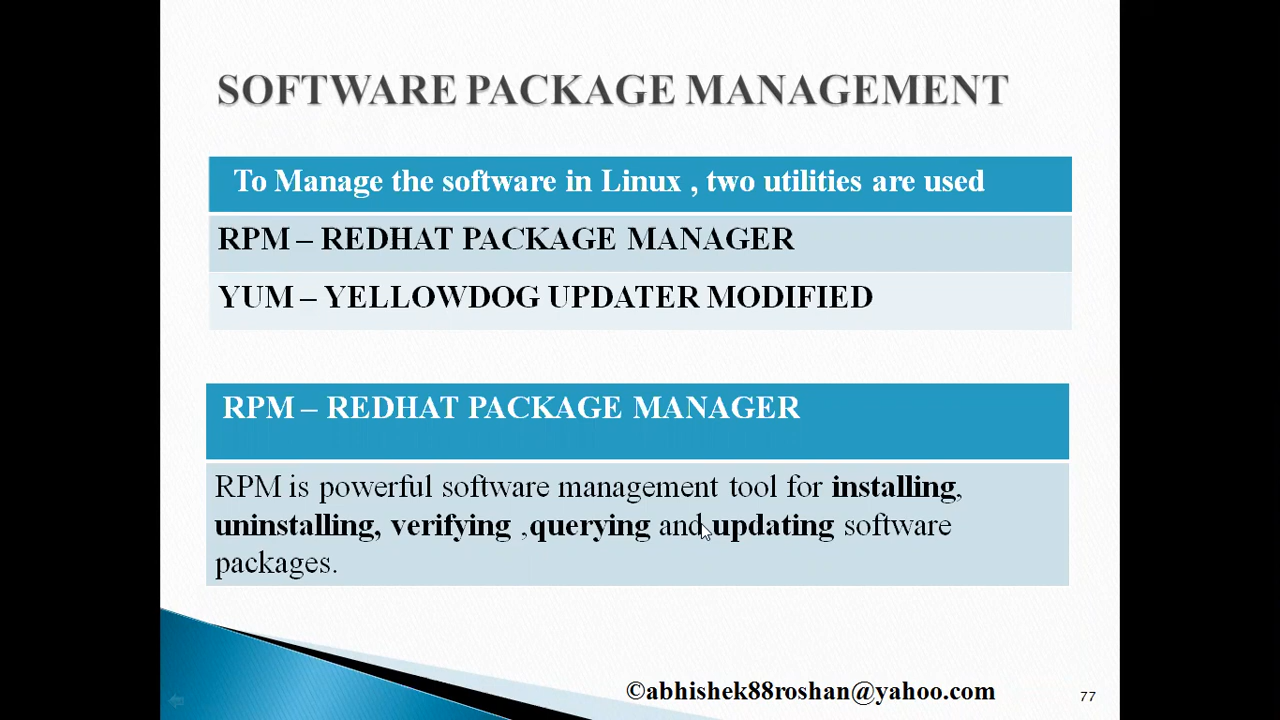 SOFTWARE PACKAGE MANAGEMENT
To Manage the software in Linux , two utilities are used
RPM – REDHAT PACKAGE MANAGER
YUM – YELLOWDOG UPDATER MODIFIED
RPM – REDHAT PACKAGE MANAGER
RPM is powerful software management tool for installing,
uninstalling, verifying ,querying and updating software
packages.
©abhishek88roshan@yahoo.com
77